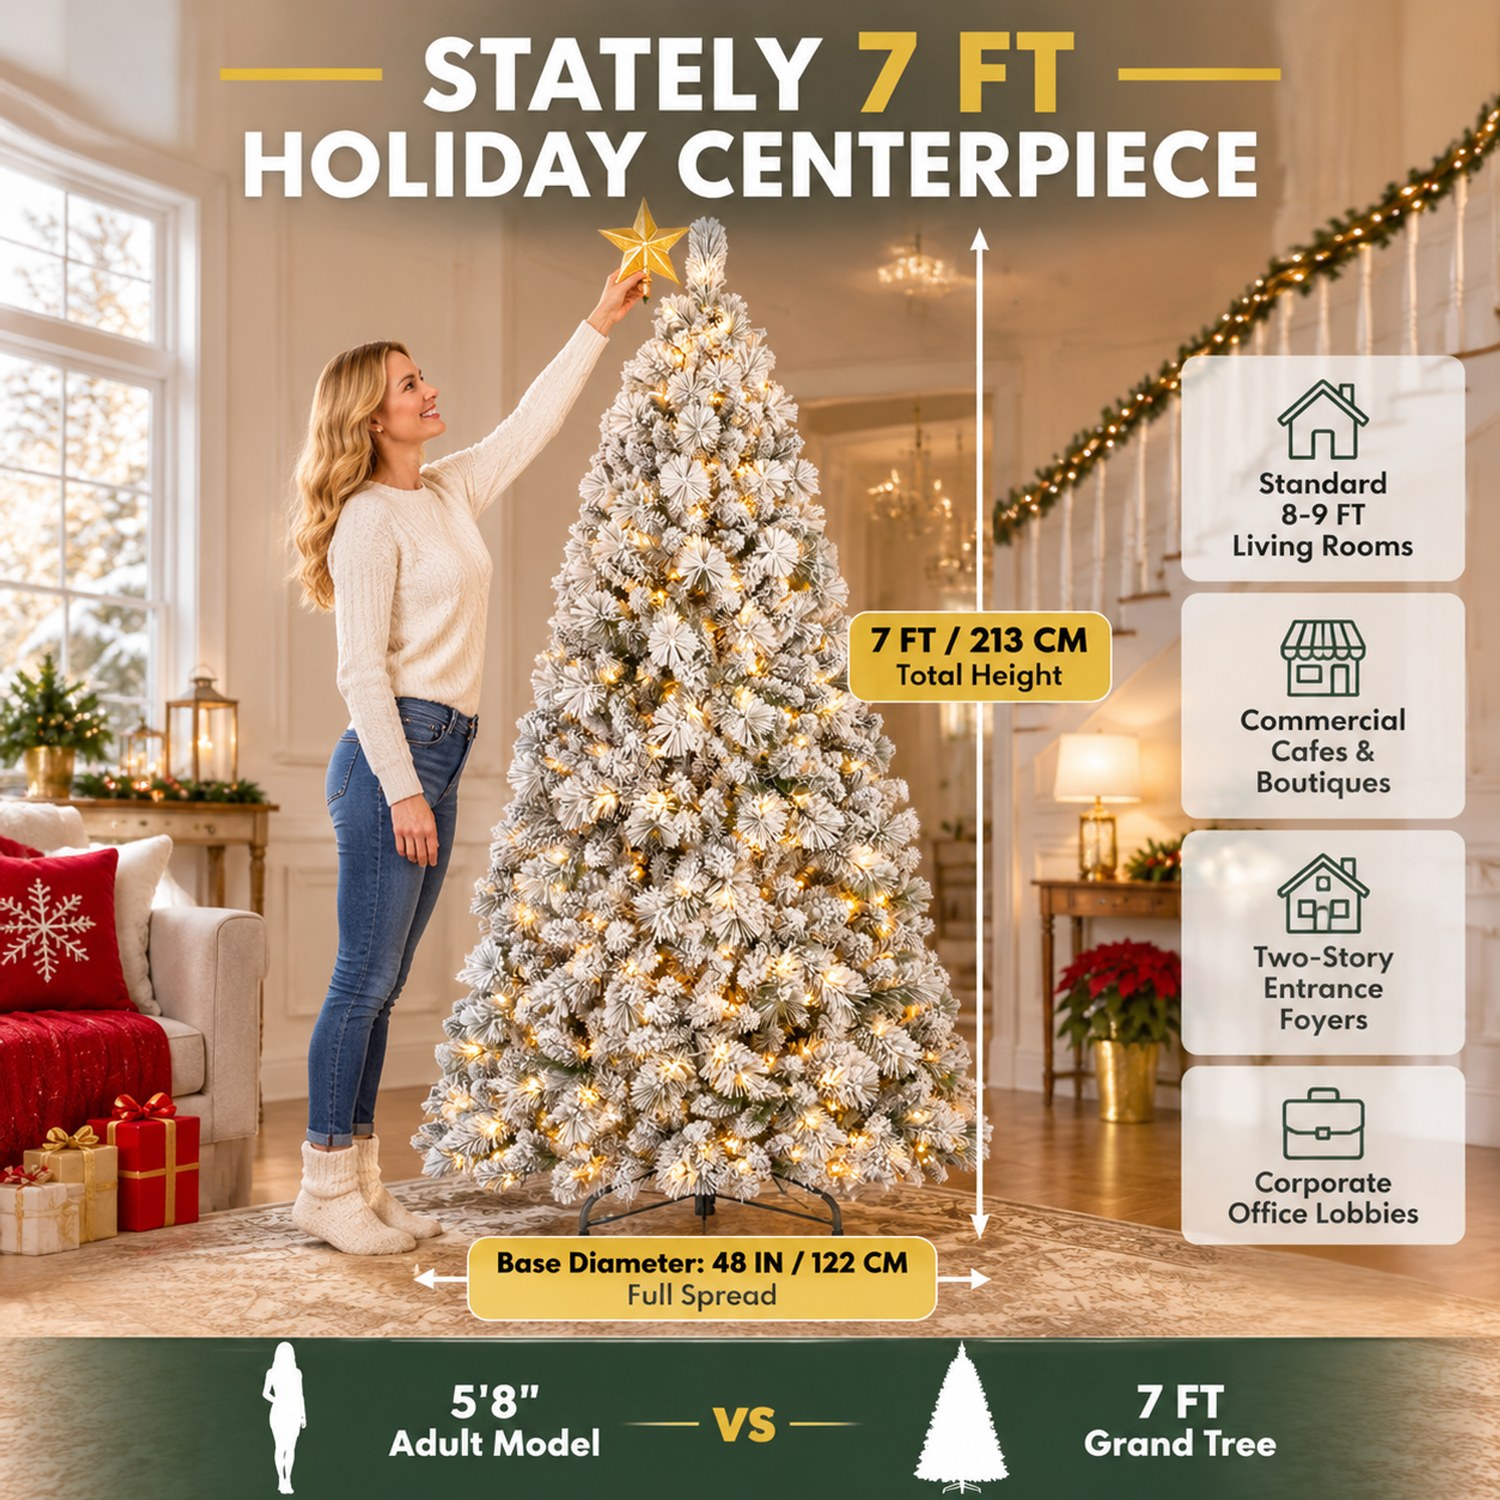 STATELY 7 FT
HOLIDAY CENTERPIECE
7 FT / 213 CM
Total Height
Standard
8-9 FT
Living Rooms
Commercial
Cafes &
Boutiques
Two-Story
Entrance
Foyers
Corporate
Office Lobbies
Base Diameter: 48 IN / 122 CM
Full Spread
5'8"
Adult Model
VS
7 FT
Grand Tree